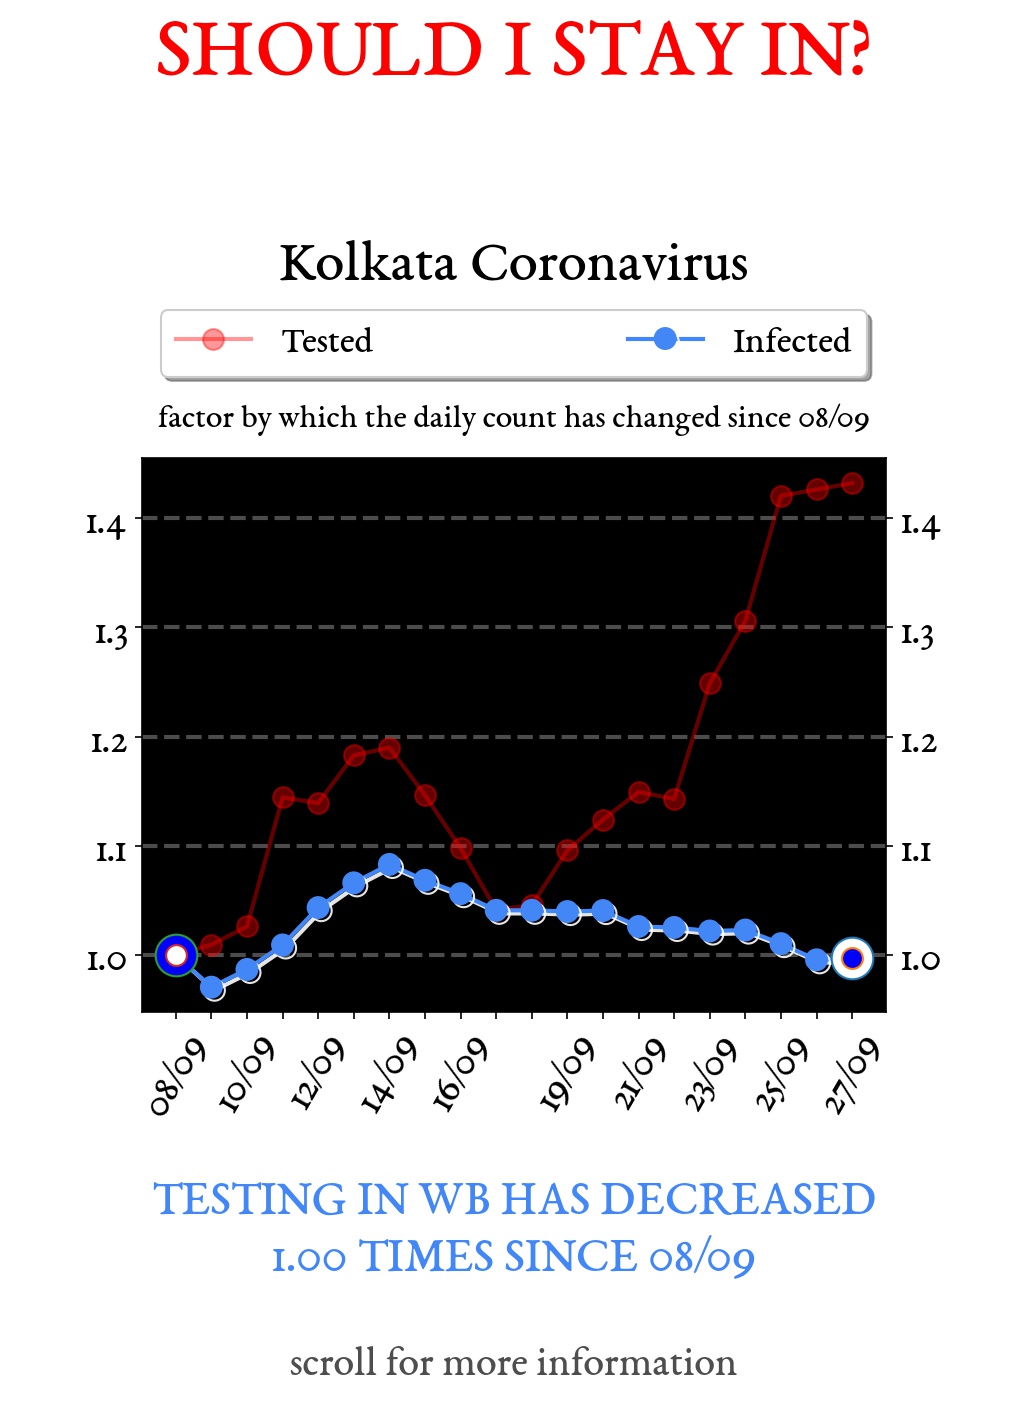 SHOULD I STAY IN?
Kolkata Coronavirus
Tested Infected
factor by which the daily count has changed since 08/09
1.4 1.4
1.3 1.3
1.2 1.2
1.1 1.1
1.0 1.0
08/09 10/09 12/09 14/09 16/09 19/09 21/09 23/09 25/09 27/09
TESTING IN WB HAS DECREASED
1.00 TIMES SINCE 08/09
scroll for more information